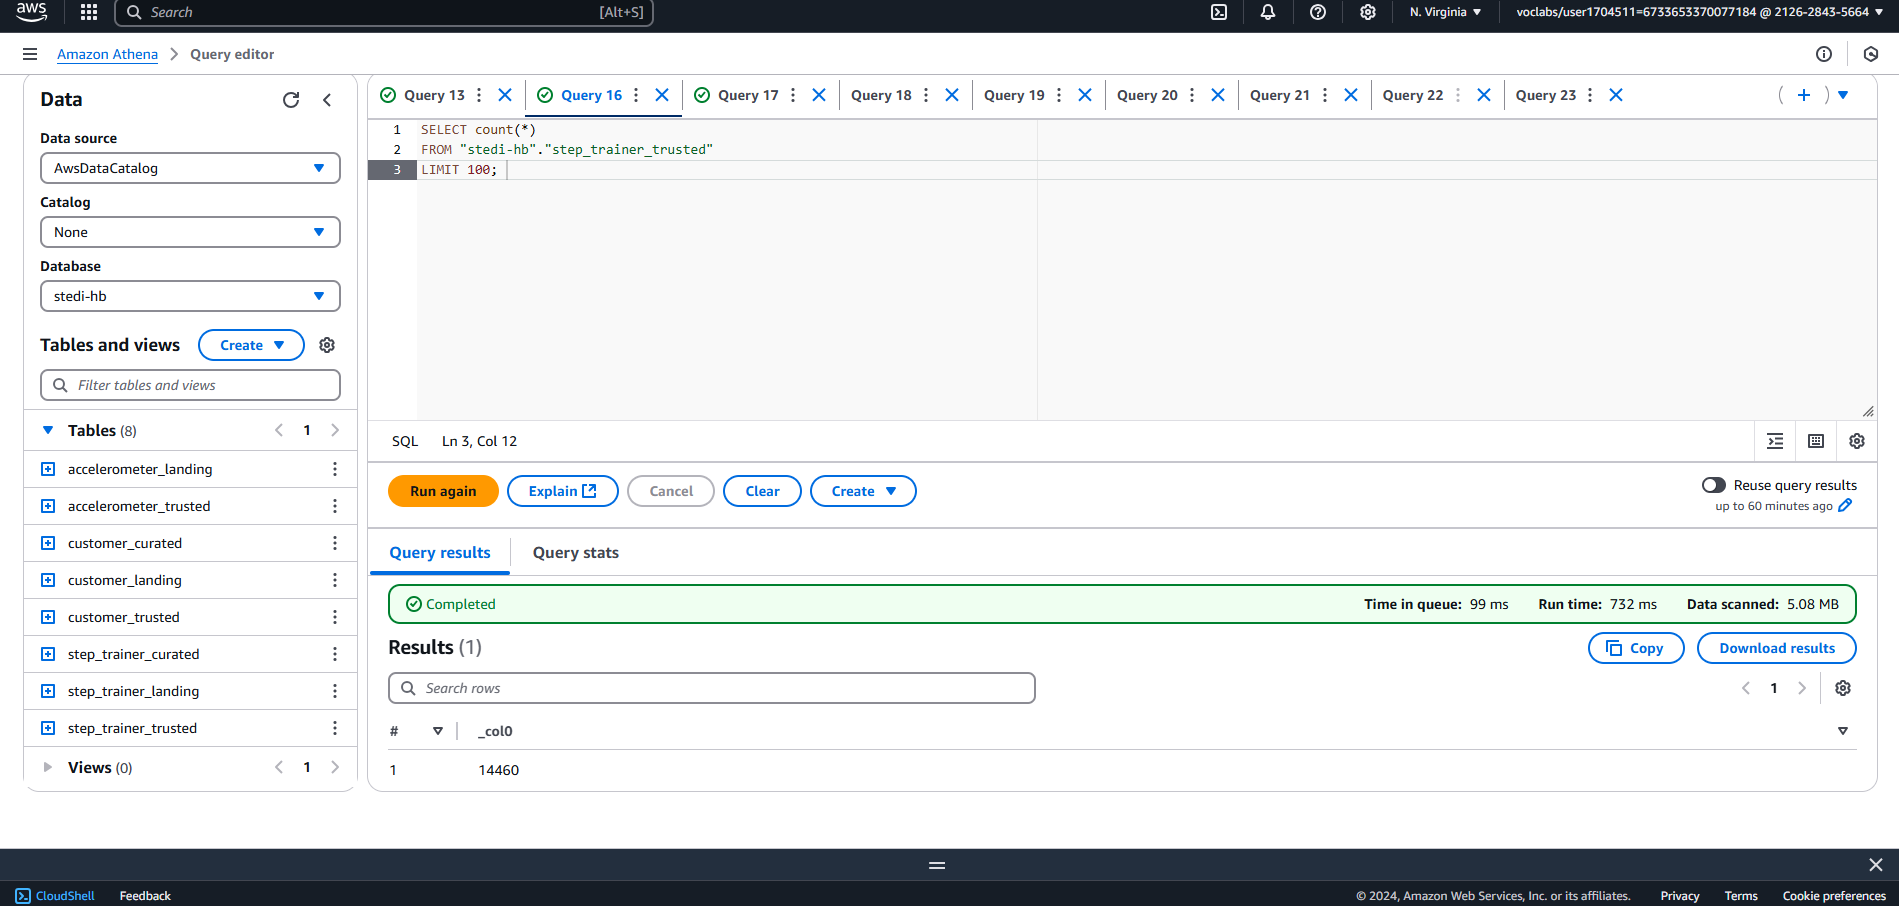 aws
Search [Alt+S]
N. Virginia
voclabs/user1704511=6733653370077184 @ 2126-2843-5664
Amazon Athena
Query editor
Data
Data source
AwsDataCatalog
Catalog
None
Database
stedi-hb
Tables and views
Create
Filter tables and views
Tables (8)
1
accelerometer_landing
accelerometer_trusted
customer_curated
customer_landing
customer_trusted
step_trainer_curated
step_trainer_landing
step_trainer_trusted
Views (0)
1
Query 13
Query 16
Query 17
Query 18
Query 19
Query 20
Query 21
Query 22
Query 23
1 SELECT count(*)
2 FROM "stedi-hb"."step_trainer_trusted"
3 LIMIT 100;
SQL Ln 3, Col 12
Run again
Explain
Cancel
Clear
Create
Reuse query results
up to 60 minutes ago
Query results
Query stats
Completed
Time in queue: 99 ms
Run time: 732 ms
Data scanned: 5.08 MB
Results (1)
Copy
Download results
Search rows
1
# _col0
1 14460
CloudShell
Feedback
© 2024, Amazon Web Services, Inc. or its affiliates.
Privacy
Terms
Cookie preferences